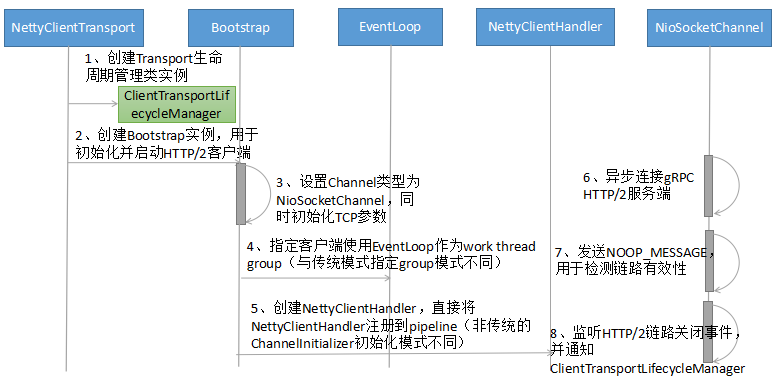 NettyClientTransport
Bootstrap
EventLoop
NettyClientHandler
NioSocketChannel
1、创建Transport生命
周期管理类实例
ClientTransportLif
ecycleManager
2、创建Bootstrap实例，用于
初始化并启动HTTP/2客户端
3、设置Channel类型为
NioSocketChannel，同
时初始化TCP参数
4、指定客户端使用EventLoop作为work thread
group（与传统模式指定group模式不同）
5、创建NettyClientHandler，直接将
NettyClientHandler注册到pipeline（非传统的
ChannelInitializer初始化模式不同）
6、异步连接gRPC
HTTP/2服务端
7、发送NOOP_MESSAGE，
用于检测链路有效性
8、监听HTTP/2链路关闭事件，
并通知
ClientTransportLifecycleManager